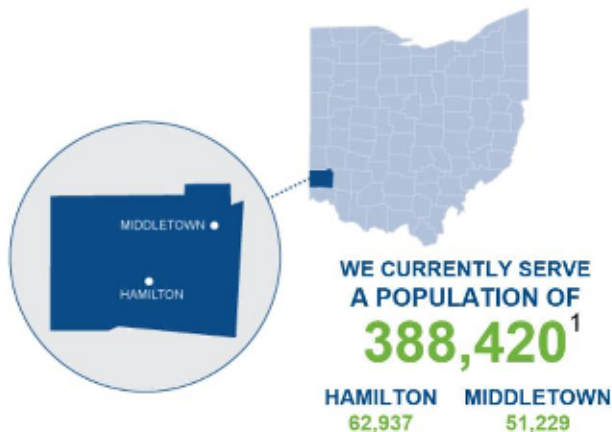 MIDDLETOWN
HAMILTON
WE CURRENTLY SERVE
A POPULATION OF
388,420¹
HAMILTON MIDDLETOWN
62,937 51,229